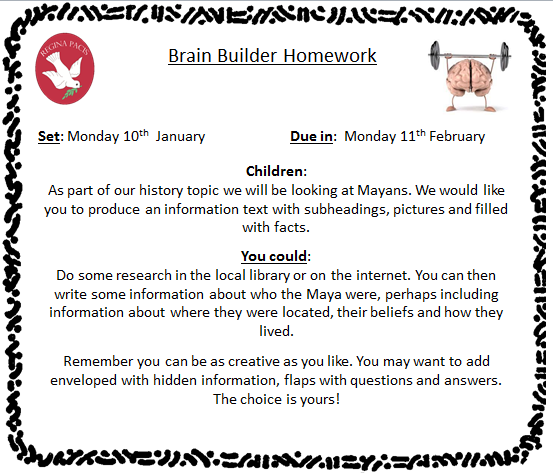 REGINA PACIS
Brain Builder Homework
Set: Monday 10th January Due in: Monday 11th February
Children:
As part of our history topic we will be looking at Mayans. We would like
you to produce an information text with subheadings, pictures and filled
with facts.
You could:
Do some research in the local library or on the internet. You can then
write some information about who the Maya were, perhaps including
information about where they were located, their beliefs and how they
lived.
Remember you can be as creative as you like. You may want to add
enveloped with hidden information, flaps with questions and answers.
The choice is yours!